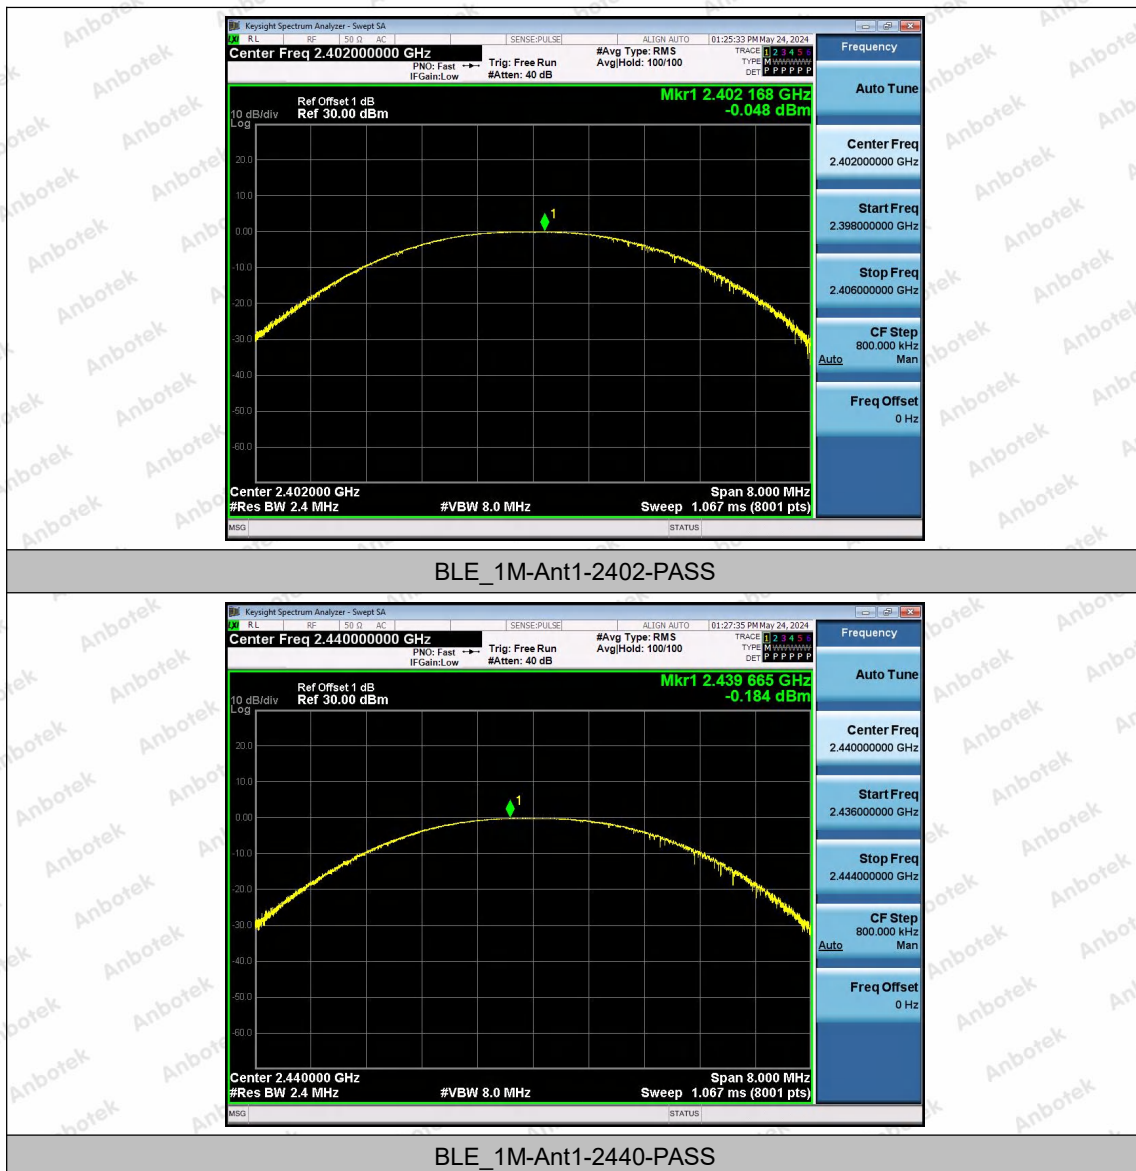 Keysight Spectrum Analyzer - Swept SA
RL RF 50 Ω AC SENSE:PULSE ALIGN AUTO 01:25:33 PM May 24, 2024
Center Freq 2.402000000 GHz #Avg Type: RMS TRACE 1 2 3 4 5 6
PNO: Fast Trig: Free Run Avg|Hold: 100/100 TYPE M WWWWW
IFGain:Low #Atten: 40 dB DET P P P P P P
Frequency
Mkr1 2.402 168 GHz
-0.048 dBm
Ref Offset 1 dB
10 dB/div Ref 30.00 dBm
Log
20.0
10.0
0.00
-10.0
-20.0
-30.0
-40.0
-50.0
-60.0
1
Center 2.402000 GHz Span 8.000 MHz
#Res BW 2.4 MHz #VBW 8.0 MHz Sweep 1.067 ms (8001 pts)
MSG STATUS
Auto Tune
Center Freq
2.402000000 GHz
Start Freq
2.398000000 GHz
Stop Freq
2.406000000 GHz
CF Step
800.000 kHz
Auto Man
Freq Offset
0 Hz
BLE_1M-Ant1-2402-PASS
Keysight Spectrum Analyzer - Swept SA
RL RF 50 Ω AC SENSE:PULSE ALIGN AUTO 01:27:35 PM May 24, 2024
Center Freq 2.440000000 GHz #Avg Type: RMS TRACE 1 2 3 4 5 6
PNO: Fast Trig: Free Run Avg|Hold: 100/100 TYPE M WWWWW
IFGain:Low #Atten: 40 dB DET P P P P P P
Frequency
Mkr1 2.439 665 GHz
-0.184 dBm
Ref Offset 1 dB
10 dB/div Ref 30.00 dBm
Log
20.0
10.0
0.00
-10.0
-20.0
-30.0
-40.0
-50.0
-60.0
1
Center 2.440000 GHz Span 8.000 MHz
#Res BW 2.4 MHz #VBW 8.0 MHz Sweep 1.067 ms (8001 pts)
MSG STATUS
Auto Tune
Center Freq
2.440000000 GHz
Start Freq
2.436000000 GHz
Stop Freq
2.444000000 GHz
CF Step
800.000 kHz
Auto Man
Freq Offset
0 Hz
BLE_1M-Ant1-2440-PASS
Anbotek